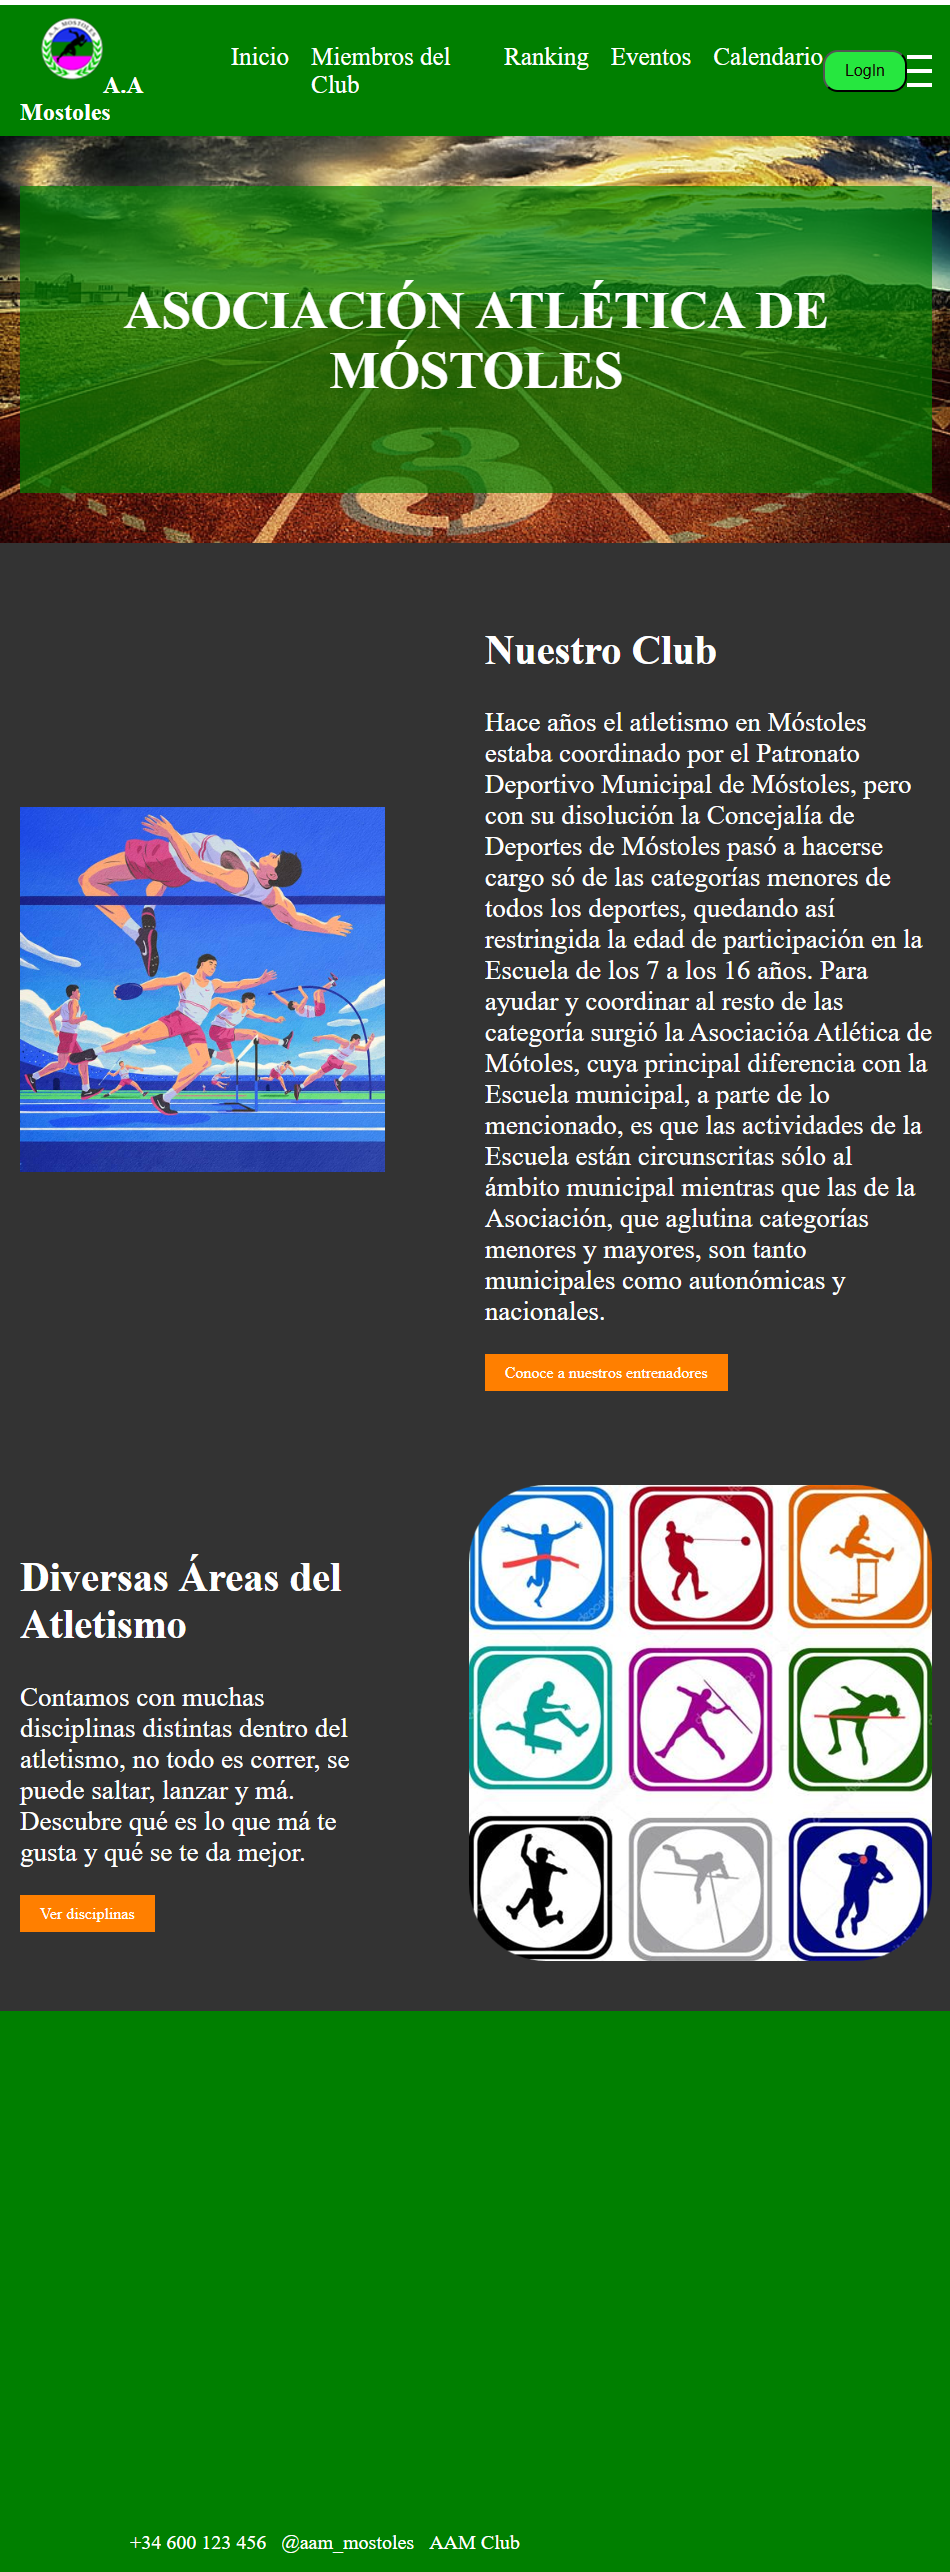 A.A. MOSTOLES
A.A
Mostoles
Inicio
Miembros del
Club
Ranking
Eventos
Calendario
LogIn
ASOCIACIÓN ATLÉTICA DE
MÓSTOLES
3
Nuestro Club
Hace años el atletismo en Móstoles
estaba coordinado por el Patronato
Deportivo Municipal de Móstoles, pero
con su disolución la Concejalía de
Deportes de Móstoles pasó a hacerse
cargo só de las categorías menores de
todos los deportes, quedando así
restringida la edad de participación en la
Escuela de los 7 a los 16 años. Para
ayudar y coordinar al resto de las
categoría surgió la Asociacióa Atlética de
Mótoles, cuya principal diferencia con la
Escuela municipal, a parte de lo
mencionado, es que las actividades de la
Escuela están circunscritas sólo al
ámbito municipal mientras que las de la
Asociación, que aglutina categorías
menores y mayores, son tanto
municipales como autonómicas y
nacionales.
Conoce a nuestros entrenadores
Diversas Áreas del
Atletismo
Contamos con muchas
disciplinas distintas dentro del
atletismo, no todo es correr, se
puede saltar, lanzar y má.
Descubre qué es lo que má te
gusta y qué se te da mejor.
Ver disciplinas
+34 600 123 456 @aam_mostoles AAM Club